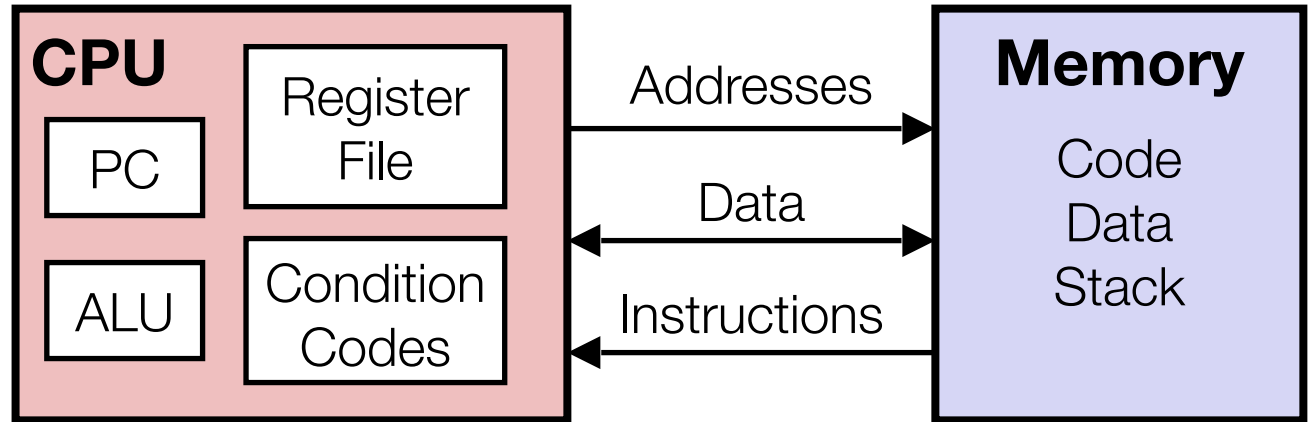 CPU
Register
File
PC
ALU
Condition
Codes
Addresses
Data
Instructions
Memory
Code
Data
Stack